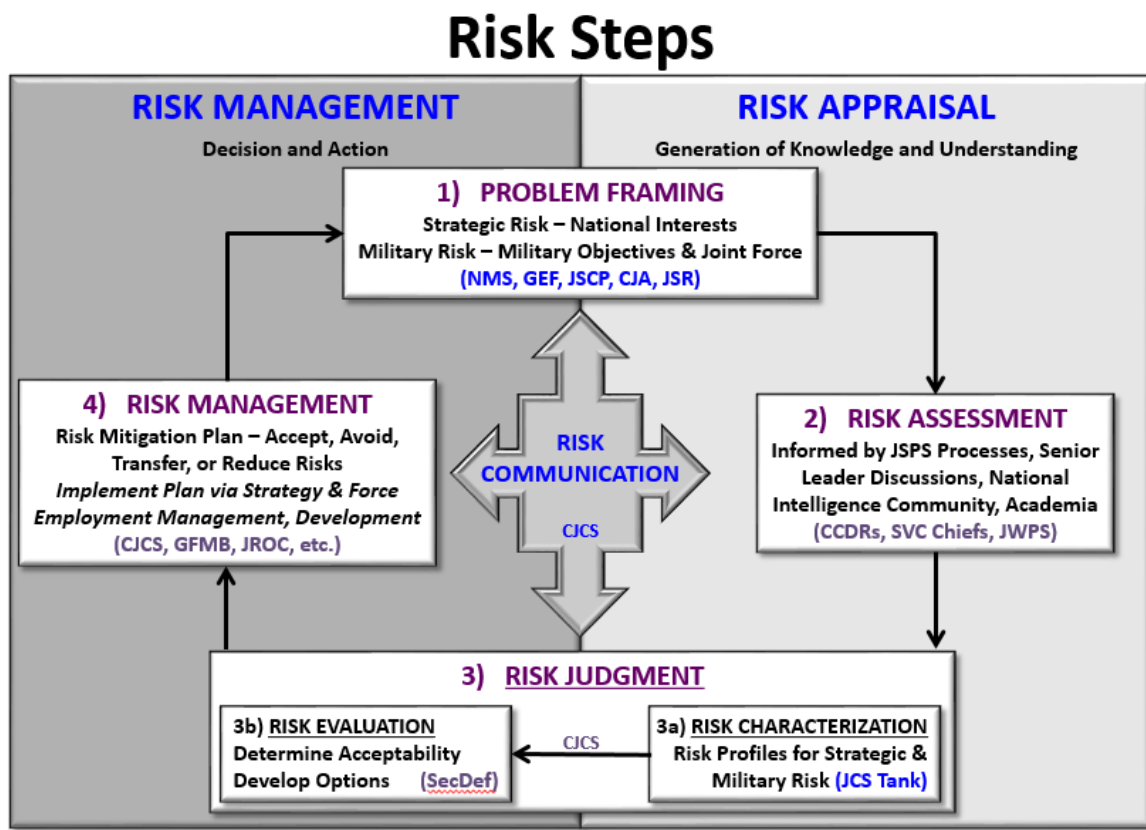 Risk Steps
RISK MANAGEMENT
Decision and Action
RISK APPRAISAL
Generation of Knowledge and Understanding
1) PROBLEM FRAMING
Strategic Risk – National Interests
Military Risk – Military Objectives & Joint Force
(NMS, GEF, JSCP, CJA, JSR)
2) RISK ASSESSMENT
Informed by JSPS Processes, Senior
Leader Discussions, National
Intelligence Community, Academia
(CCDRs, SVC Chiefs, JWPS)
4) RISK MANAGEMENT
Risk Mitigation Plan – Accept, Avoid,
Transfer, or Reduce Risks
Implement Plan via Strategy & Force
Employment Management, Development
(CJCS, GFMB, JROC, etc.)
RISK
COMMUNICATION
CJCS
3) RISK JUDGMENT
3b) RISK EVALUATION
Determine Acceptability
Develop Options (SecDef)
CJCS
3a) RISK CHARACTERIZATION
Risk Profiles for Strategic &
Military Risk (JCS Tank)